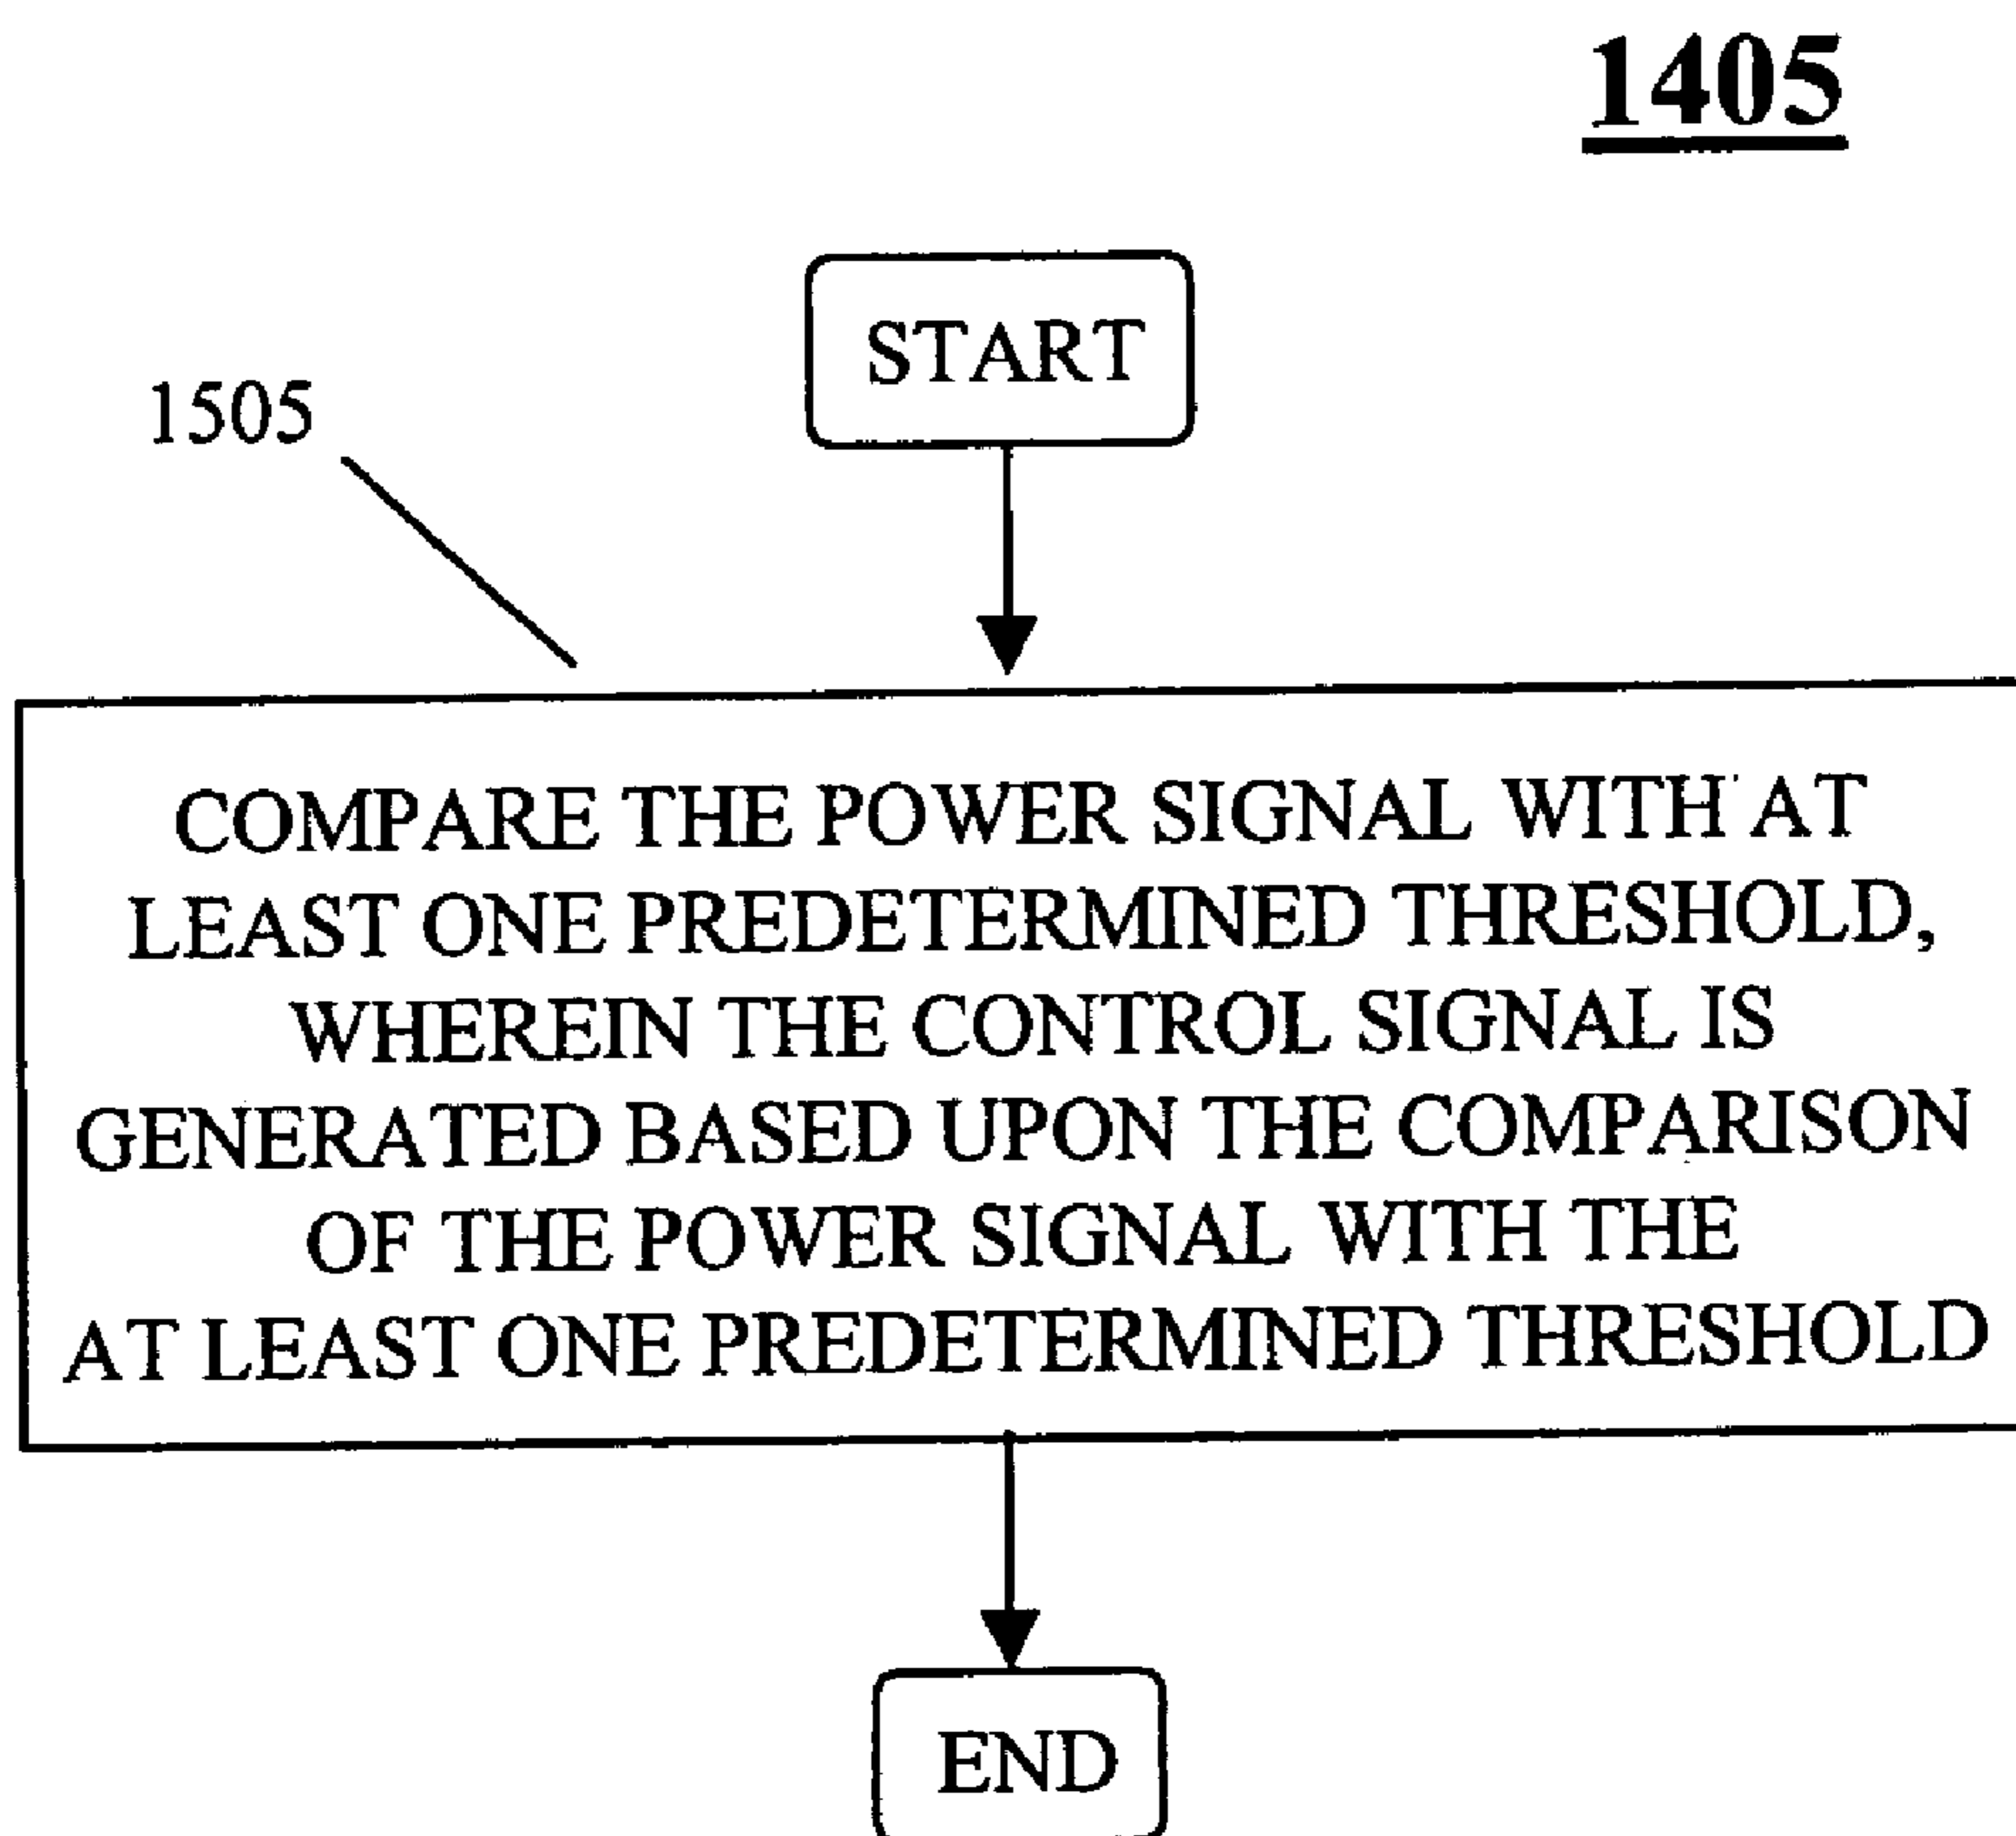 1405
START
1505
COMPARE THE POWER SIGNAL WITH AT
LEAST ONE PREDETERMINED THRESHOLD,
WHEREIN THE CONTROL SIGNAL IS
GENERATED BASED UPON THE COMPARISON
OF THE POWER SIGNAL WITH THE
AT LEAST ONE PREDETERMINED THRESHOLD
END